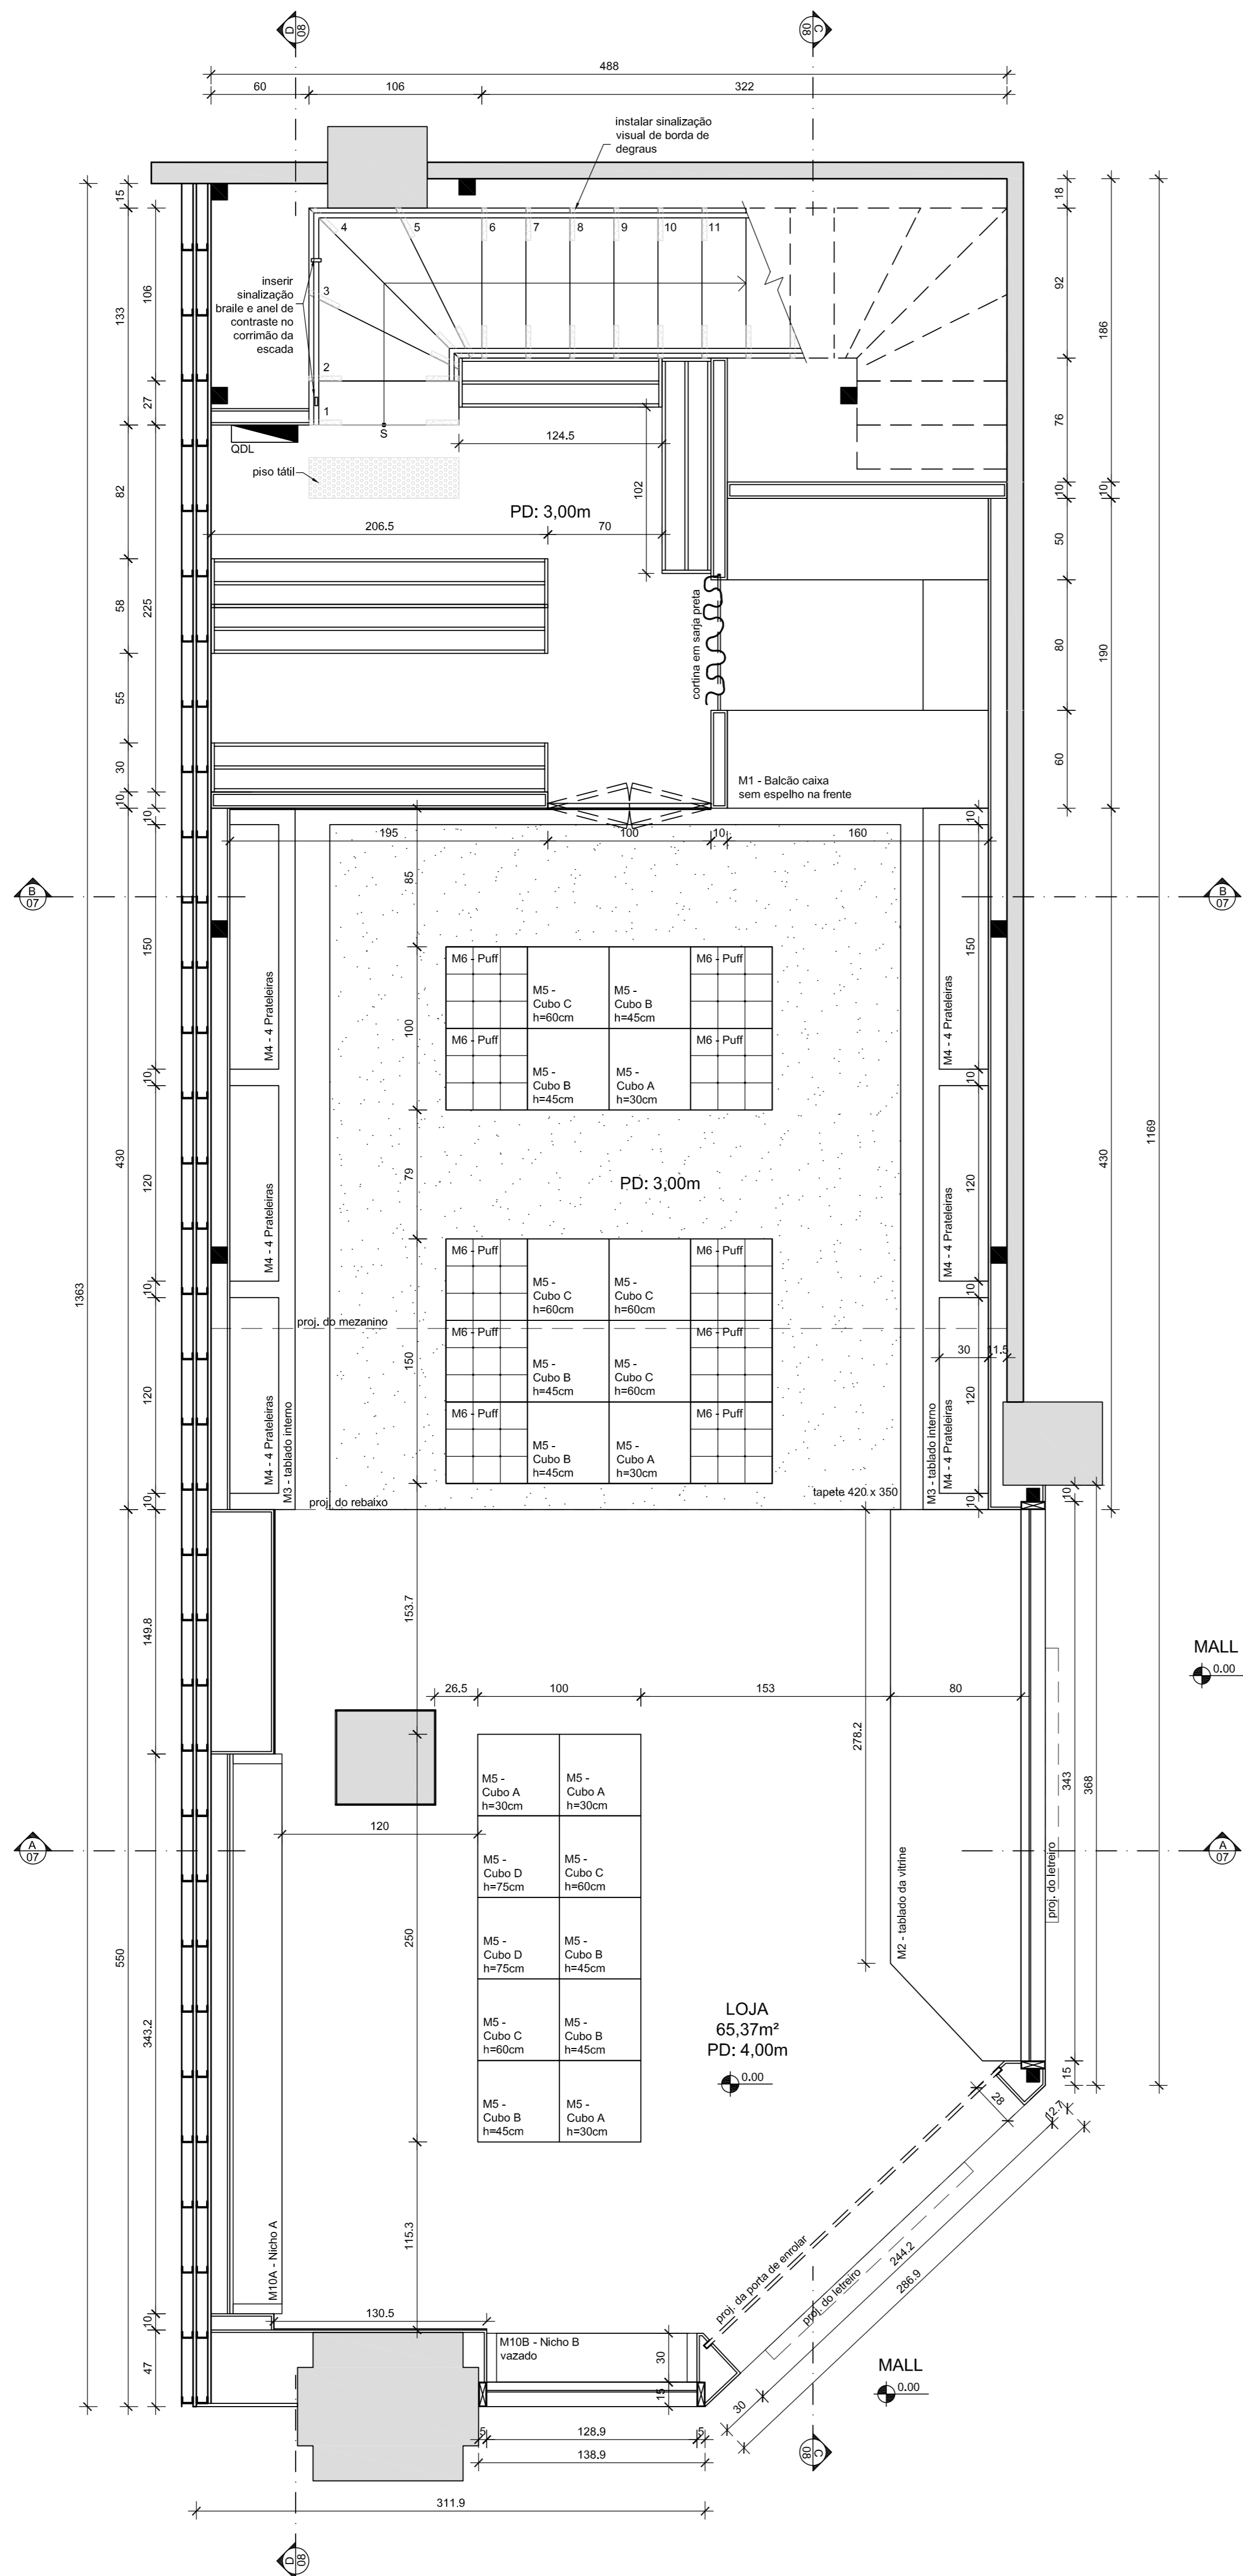 D
08
C
08
488
60
106
322
instalar sinalização
visual de borda de
degraus
15
18
4
5
6
7
8
9
10
11
inserir
sinalização
braile e anel de
contraste no
corrimão da
escada
3
2
1
S
106
133
27
92
186
76
QDL
124.5
piso tátil
82
102
10
10
PD: 3,00m
206.5
70
50
58
225
cortina em sarja preta
80
190
55
60
30
M1 - Balcão caixa
sem espelho na frente
10
10
10
195
100
10
160
85
B
07
B
07
150
150
M4 - 4 Prateleiras
M4 - 4 Prateleiras
M6 - Puff
M5 -
Cubo C
h=60cm
M5 -
Cubo B
h=45cm
M6 - Puff
100
M6 - Puff
M5 -
Cubo B
h=45cm
M5 -
Cubo A
h=30cm
M6 - Puff
10
10
1169
430
120
79
PD: 3,00m
120
430
M4 - 4 Prateleiras
M4 - 4 Prateleiras
1363
10
10
M6 - Puff
M5 -
Cubo C
h=60cm
M5 -
Cubo C
h=60cm
M6 - Puff
proj. do mezanino
M6 - Puff
M5 -
Cubo B
h=45cm
M5 -
Cubo C
h=60cm
M6 - Puff
150
30
11.5
120
120
M4 - 4 Prateleiras
M3 - tablado interno
M3 - tablado interno
M4 - 4 Prateleiras
M6 - Puff
M5 -
Cubo B
h=45cm
M5 -
Cubo A
h=30cm
M6 - Puff
10
10
10
proj. do rebaixo
tapete 420 x 350
153.7
149.8
MALL
0.00
26.5
100
153
80
278.2
343
368
M5 -
Cubo A
h=30cm
M5 -
Cubo A
h=30cm
A
07
A
07
120
M5 -
Cubo D
h=75cm
M5 -
Cubo C
h=60cm
M2 - tablado da vitrine
proj. do letreiro
250
550
M5 -
Cubo D
h=75cm
M5 -
Cubo B
h=45cm
343.2
M5 -
Cubo C
h=60cm
M5 -
Cubo B
h=45cm
LOJA
65,37m²
PD: 4,00m
0.00
15
28
12.7
M5 -
Cubo B
h=45cm
M5 -
Cubo A
h=30cm
115.3
M10A - Nicho A
proj. da porta de enrolar
proj. do letreiro
244.2
286.9
10
130.5
M10B - Nicho B
vazado
30
15
47
MALL
0.00
30
5
128.9
5
138.9
C
08
311.9
D
08